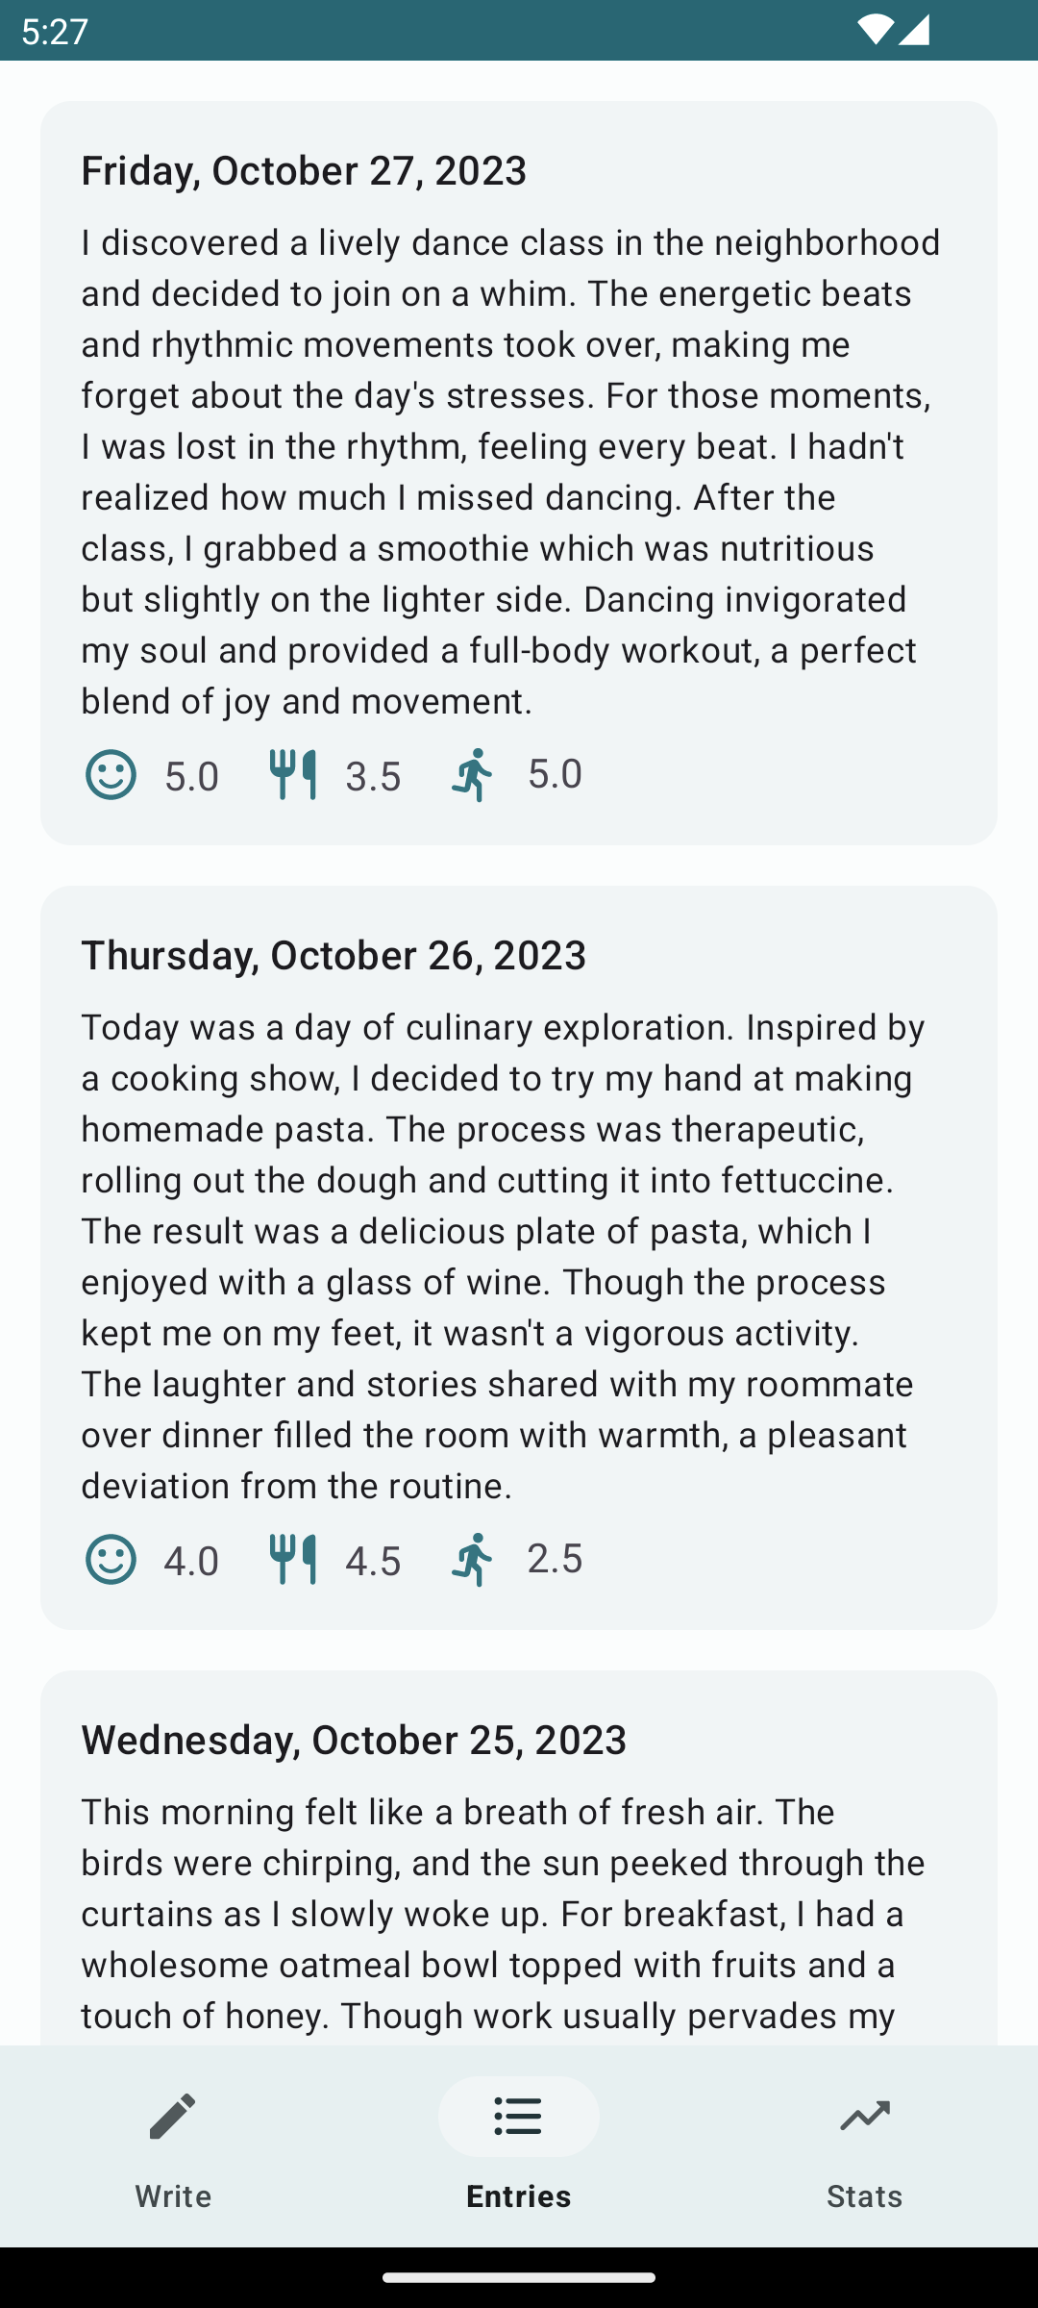 5:27
Friday, October 27, 2023
I discovered a lively dance class in the neighborhood
and decided to join on a whim. The energetic beats
and rhythmic movements took over, making me
forget about the day's stresses. For those moments,
I was lost in the rhythm, feeling every beat. I hadn't
realized how much I missed dancing. After the
class, I grabbed a smoothie which was nutritious
but slightly on the lighter side. Dancing invigorated
my soul and provided a full-body workout, a perfect
blend of joy and movement.
5.0 3.5 5.0
Thursday, October 26, 2023
Today was a day of culinary exploration. Inspired by
a cooking show, I decided to try my hand at making
homemade pasta. The process was therapeutic,
rolling out the dough and cutting it into fettuccine.
The result was a delicious plate of pasta, which I
enjoyed with a glass of wine. Though the process
kept me on my feet, it wasn't a vigorous activity.
The laughter and stories shared with my roommate
over dinner filled the room with warmth, a pleasant
deviation from the routine.
4.0 4.5 2.5
Wednesday, October 25, 2023
This morning felt like a breath of fresh air. The
birds were chirping, and the sun peeked through the
curtains as I slowly woke up. For breakfast, I had a
wholesome oatmeal bowl topped with fruits and a
touch of honey. Though work usually pervades my
Write Entries Stats